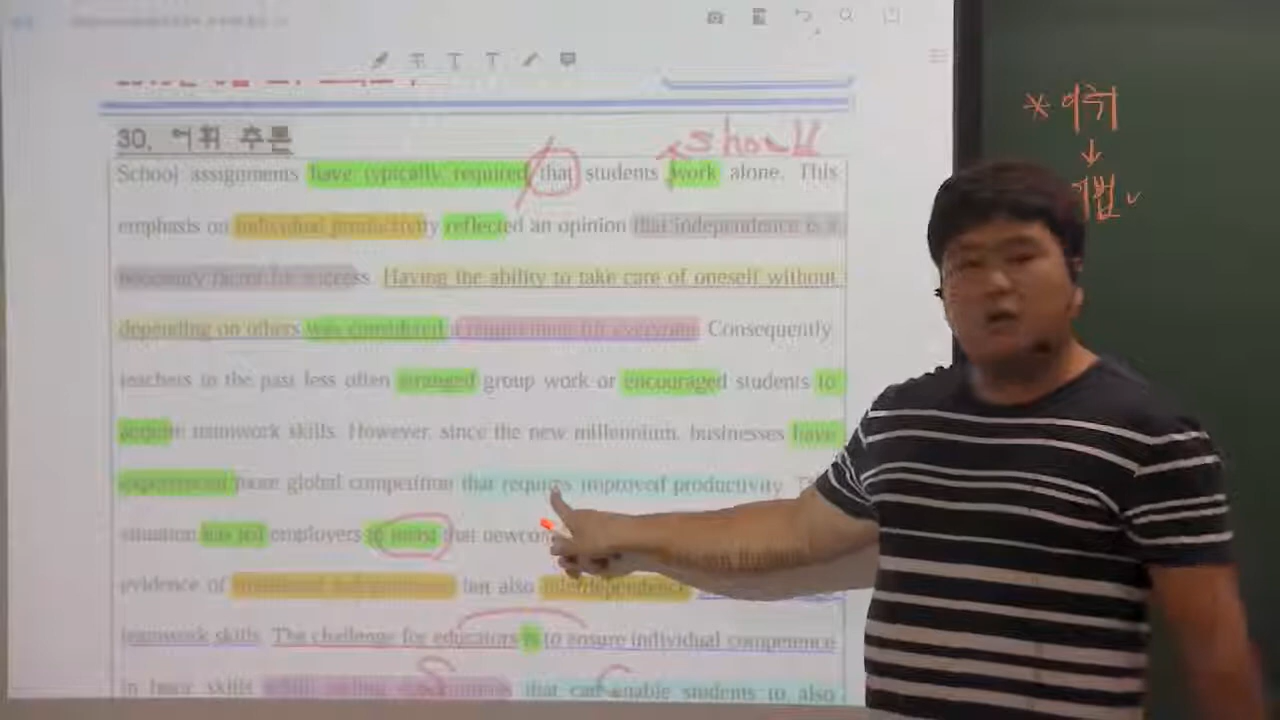 30. 어휘 추론
should
School assignments have typically required that students work alone. This
emphasis on individual productivity reflected an opinion that independence is a
necessary factor for success. Having the ability to take care of oneself without
depending on others was considered a requirement for everyone. Consequently
teachers in the past less often arranged group work or encouraged students to
acquire teamwork skills. However, since the new millennium, businesses have
experienced more global competition that requires improved productivity.
situation has led employers to insist that
evidence of but also interdependence
teamwork skills. The challenge for educators is to ensure individual competence
in basic skills while adding that can enable students to also
S C
* 어휘
↓